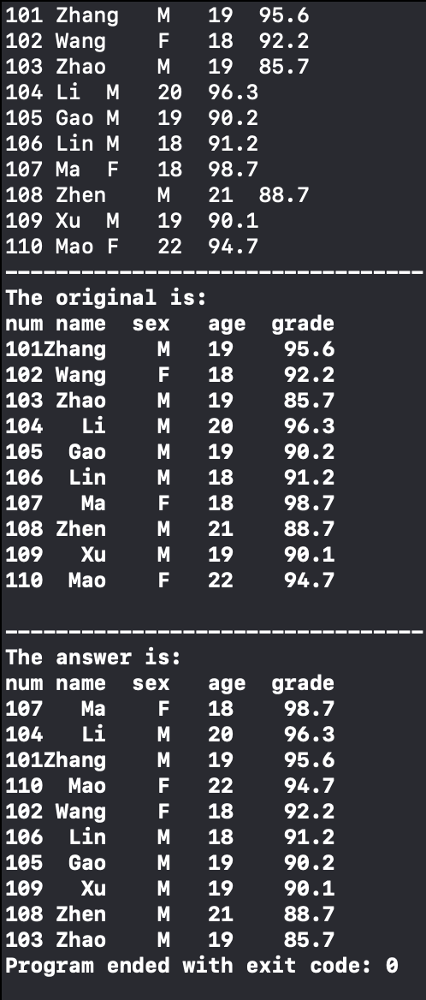 101 Zhang   M   19  95.6
102 Wang    F   18  92.2
103 Zhao    M   19  85.7
104 Li  M   20  96.3
105 Gao M   19  90.2
106 Lin M   18  91.2
107 Ma  F   18  98.7
108 Zhen    M   21  88.7
109 Xu  M   19  90.1
110 Mao F   22  94.7
---------------------------------
The original is:
num name  sex   age  grade
101Zhang    M   19    95.6
102 Wang    F   18    92.2
103 Zhao    M   19    85.7
104   Li    M   20    96.3
105  Gao    M   19    90.2
106  Lin    M   18    91.2
107   Ma    F   18    98.7
108 Zhen    M   21    88.7
109   Xu    M   19    90.1
110  Mao    F   22    94.7
---------------------------------
The answer is:
num name  sex   age  grade
107   Ma    F   18    98.7
104   Li    M   20    96.3
101Zhang    M   19    95.6
110  Mao    F   22    94.7
102 Wang    F   18    92.2
106  Lin    M   18    91.2
105  Gao    M   19    90.2
109   Xu    M   19    90.1
108 Zhen    M   21    88.7
103 Zhao    M   19    85.7
Program ended with exit code: 0